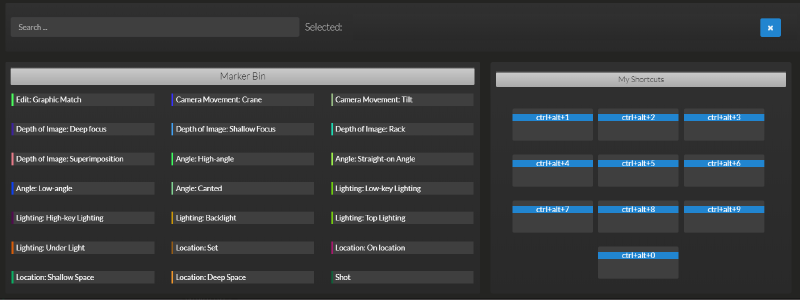 Search ... Selected:
Marker Bin
My Shortcuts
Edit: Graphic Match Camera Movement: Crane Camera Movement: Tilt
Depth of Image: Deep focus Depth of Image: Shallow Focus Depth of Image: Rack
Depth of Image: Superimposition Angle: High-angle Angle: Straight-on Angle
Angle: Low-angle Angle: Canted Lighting: Low-key Lighting
Lighting: High-key Lighting Lighting: Backlight Lighting: Top Lighting
Lighting: Under Light Location: Set Location: On location
Location: Shallow Space Location: Deep Space Shot
ctrl+alt+1 ctrl+alt+2 ctrl+alt+3
ctrl+alt+4 ctrl+alt+5 ctrl+alt+6
ctrl+alt+7 ctrl+alt+8 ctrl+alt+9
ctrl+alt+0